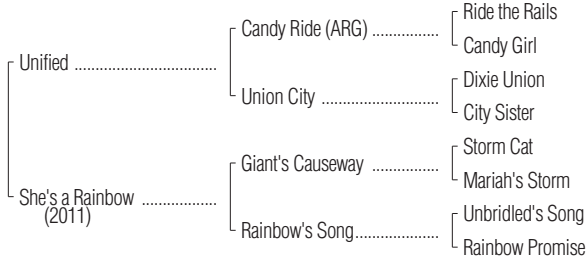 Ride the Rails
Candy Ride (ARG) ................
Candy Girl
Unified ..................................
Dixie Union
Union City ............................
City Sister
Storm Cat
Giant's Causeway ................
Mariah's Storm
She's a Rainbow ..................
(2011)
Unbridled's Song
Rainbow's Song....................
Rainbow Promise